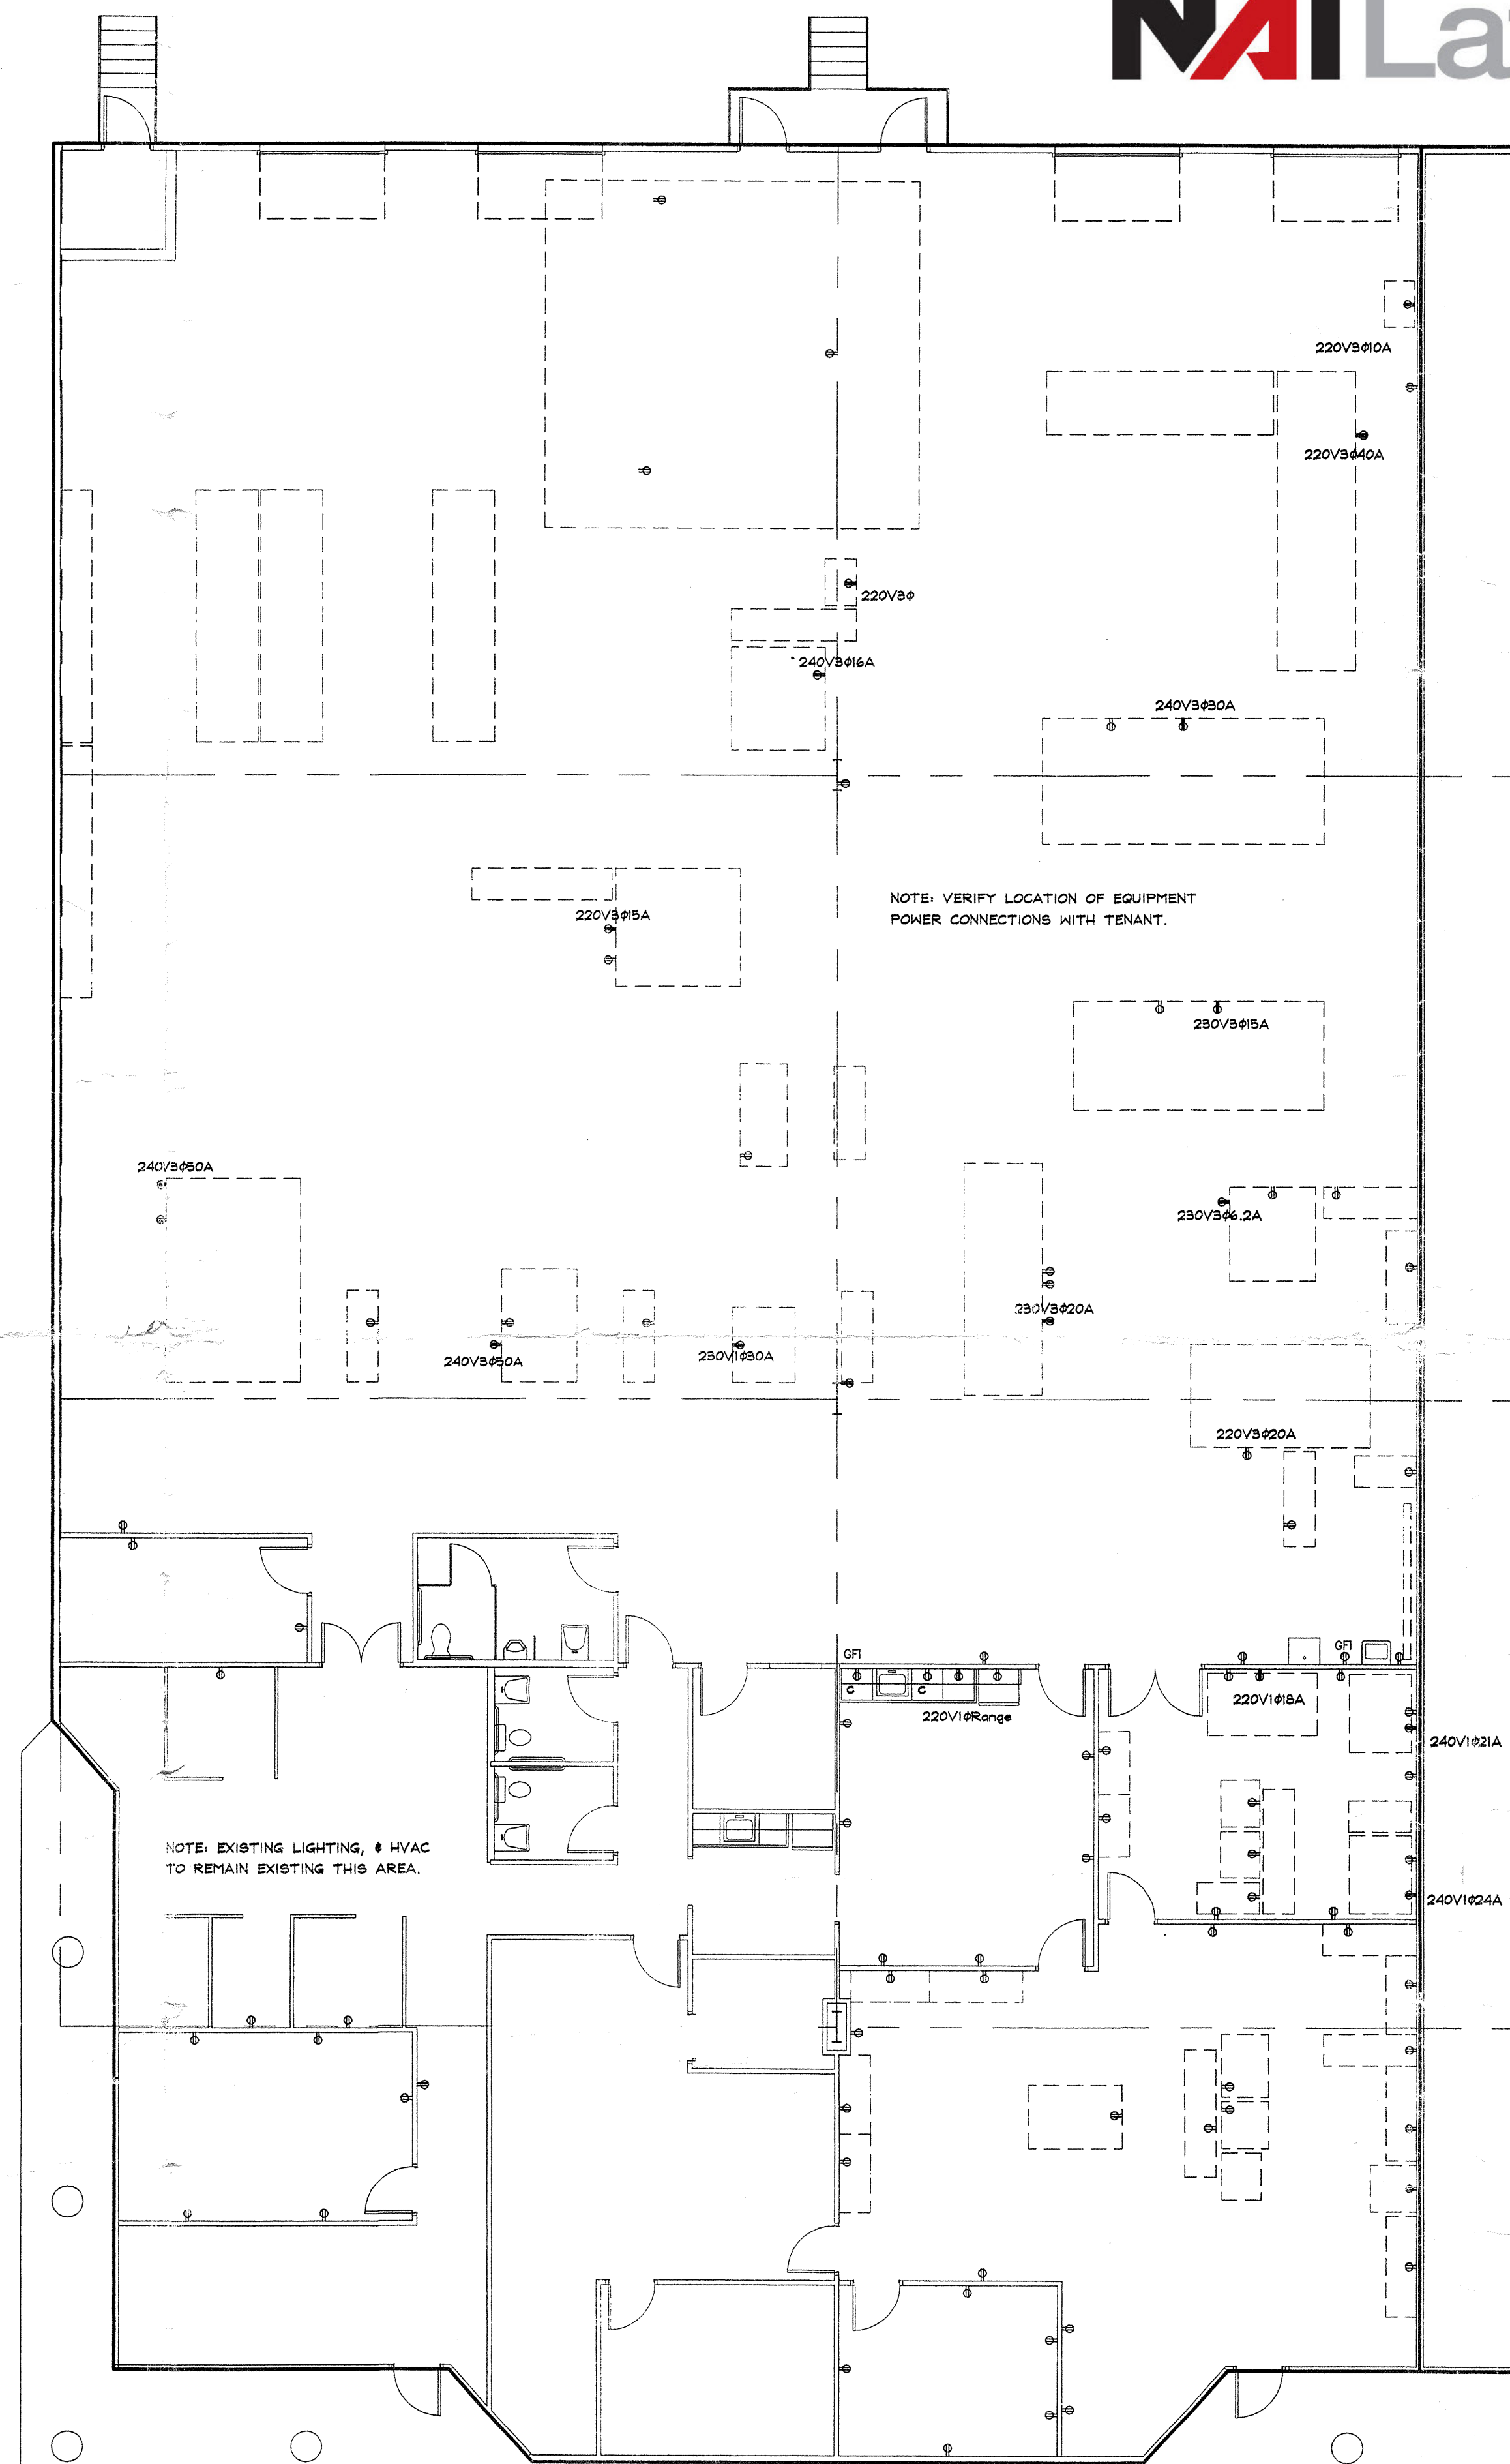 NAI La
220V3ϕ10A
220V3ϕ40A
220V3ϕ
240V3ϕ16A
240V3ϕ30A
NOTE: VERIFY LOCATION OF EQUIPMENT
POWER CONNECTIONS WITH TENANT.
220V3ϕ15A
230V3ϕ15A
240V3ϕ50A
230V3ϕ6.2A
230V3ϕ20A
240V3ϕ50A
230V1ϕ30A
220V3ϕ20A
GFI
GFI
C
C
220V1ϕRange
220V1ϕ18A
240V1ϕ21A
NOTE: EXISTING LIGHTING, & HVAC
TO REMAIN EXISTING THIS AREA.
240V1ϕ24A